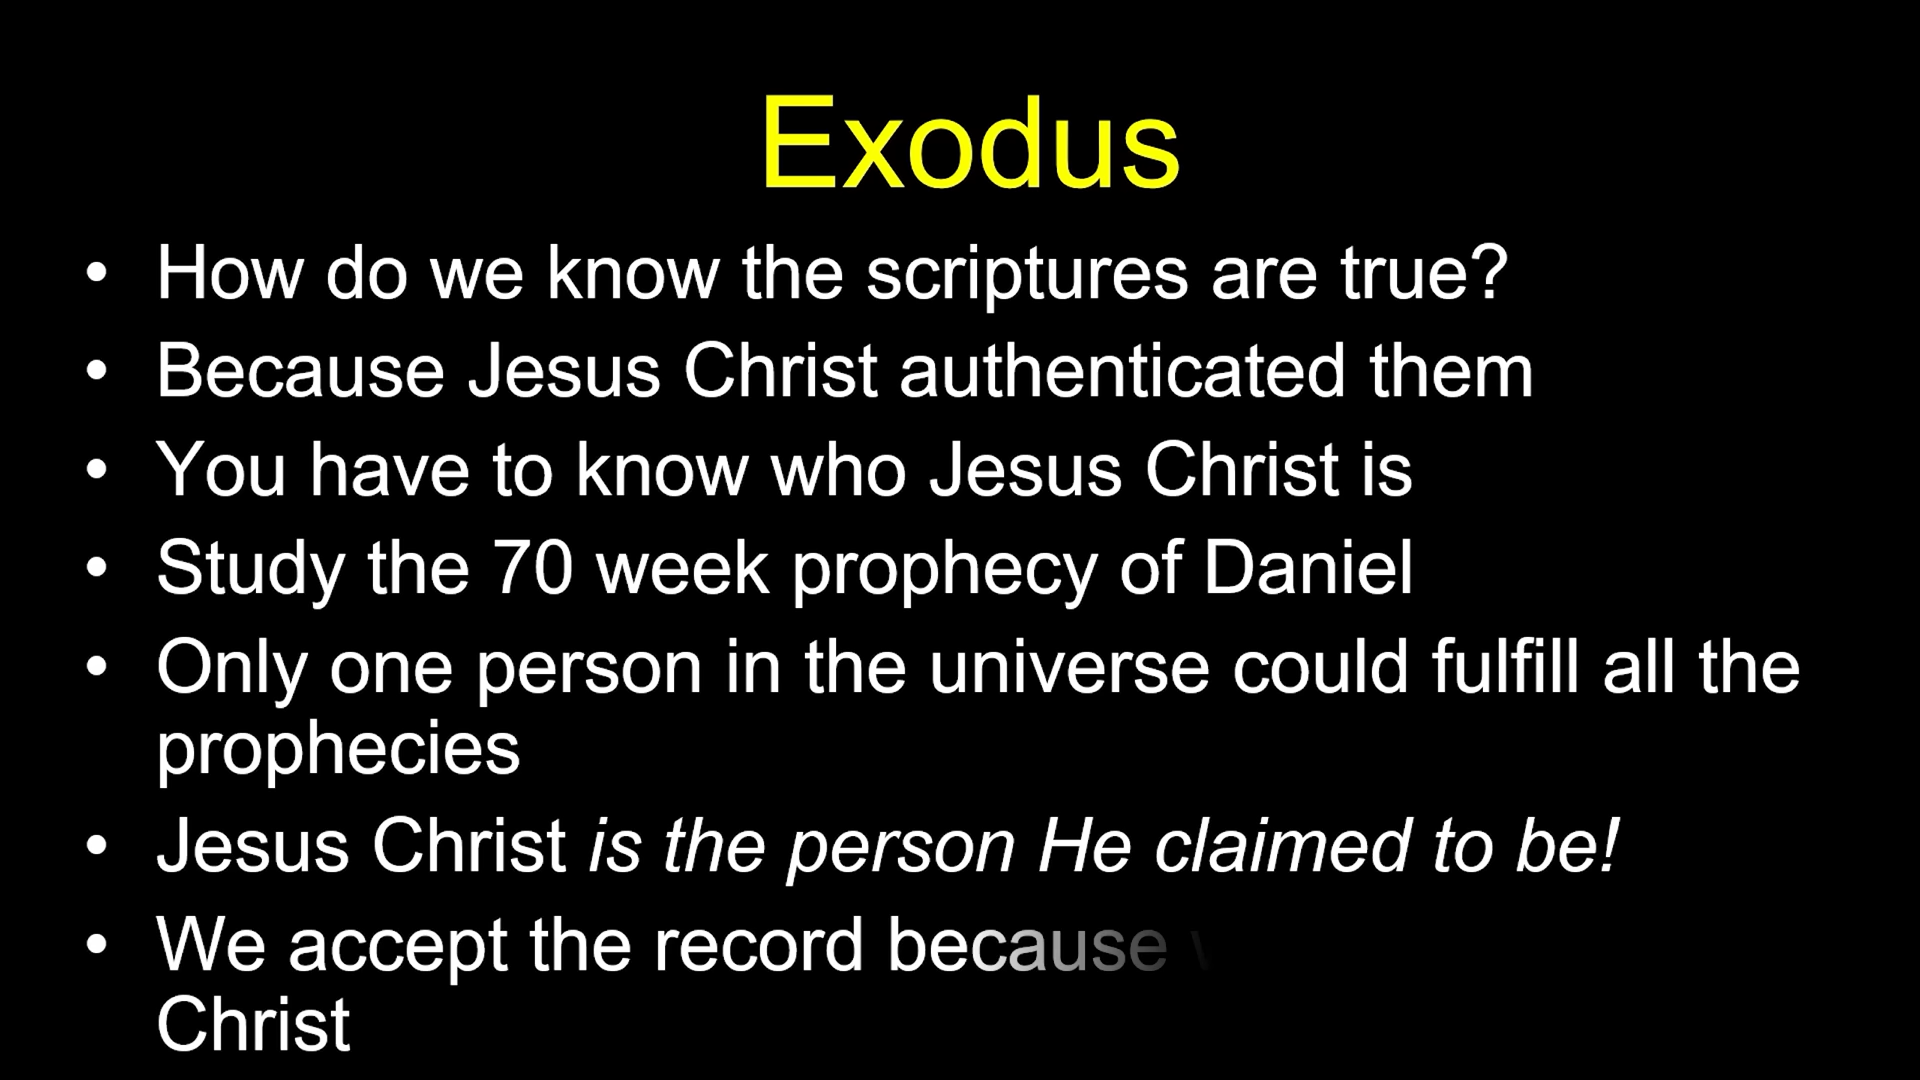 Exodus
• How do we know the scriptures are true?
• Because Jesus Christ authenticated them
• You have to know who Jesus Christ is
• Study the 70 week prophecy of Daniel
• Only one person in the universe could fulfill all the
prophecies
• Jesus Christ is the person He claimed to be!
• We accept the record because
Christ